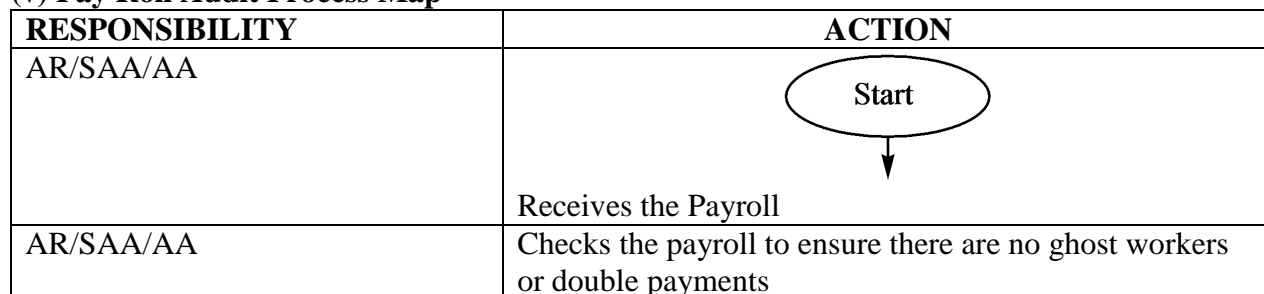 (v) Pay Roll Audit Process Map
RESPONSIBILITY ACTION
AR/SAA/AA
Start
Receives the Payroll
AR/SAA/AA Checks the payroll to ensure there are no ghost workers
or double payments